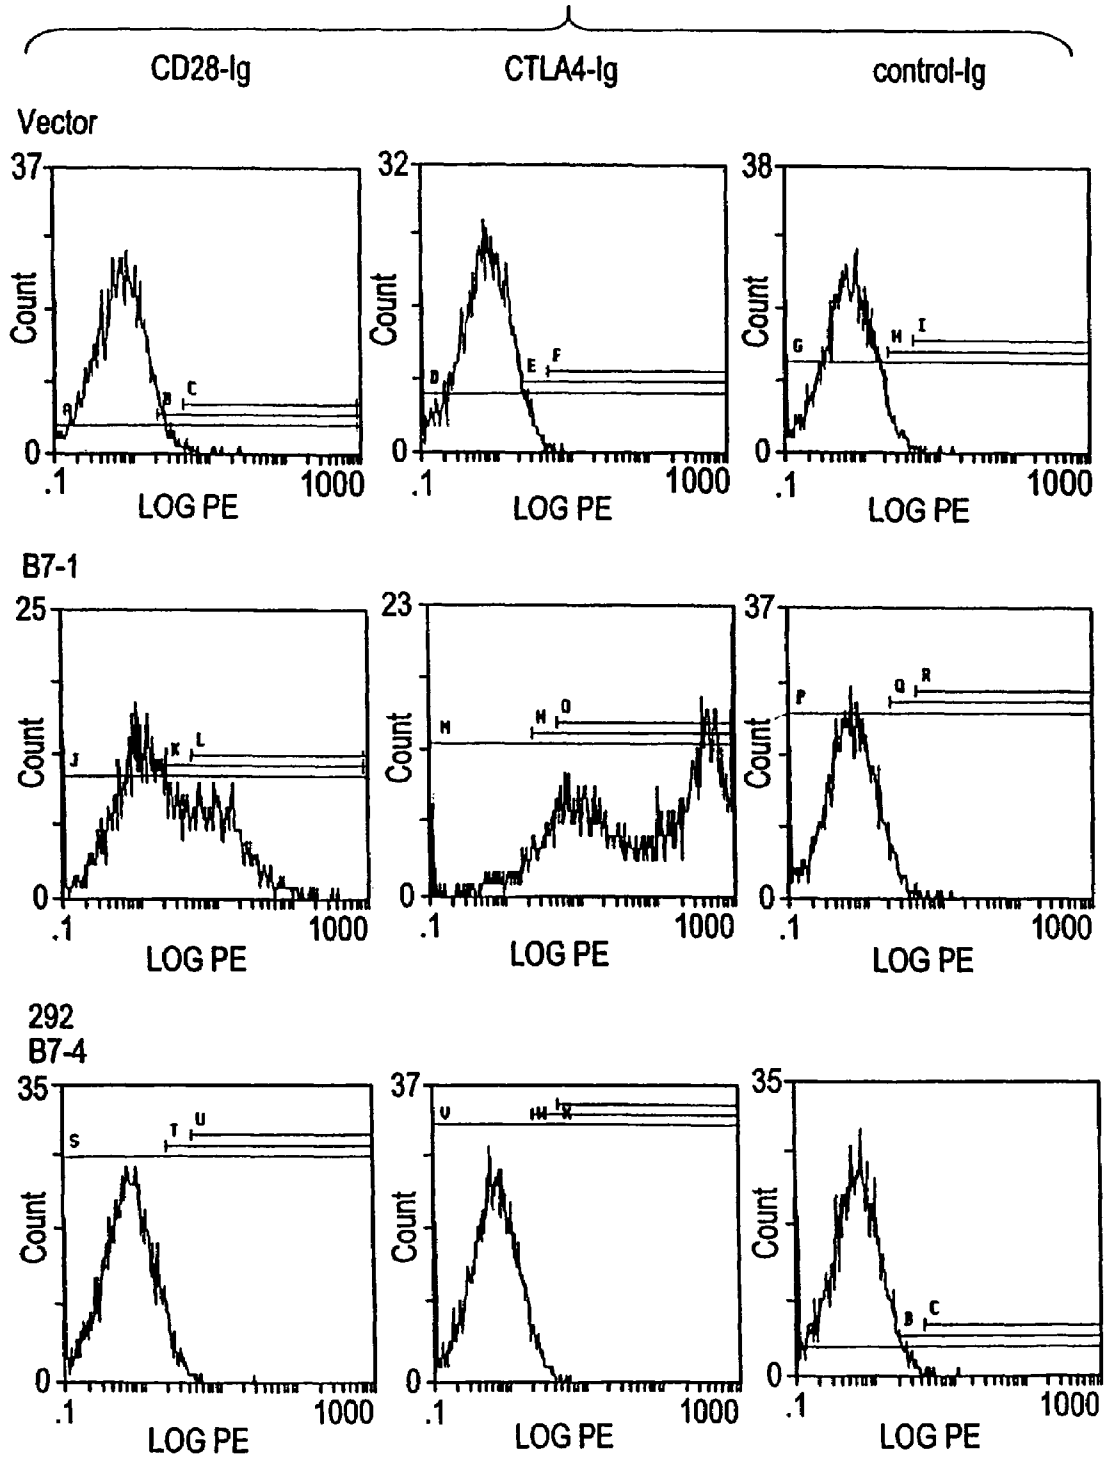 CD28-Ig CTLA4-Ig control-Ig
Vector
37 32 38
Count Count Count
A B C D E F G H I
0 0 0
.1 1000 .1 1000 .1 1000
LOG PE LOG PE LOG PE
B7-1
25 23 37
Count Count Count
J K L M N O P Q R
0 0 0
.1 1000 .1 1000 .1 1000
LOG PE LOG PE LOG PE
292
B7-4
35 37 35
Count Count Count
S T U V W X B C
0 0 0
.1 1000 .1 1000 .1 1000
LOG PE LOG PE LOG PE